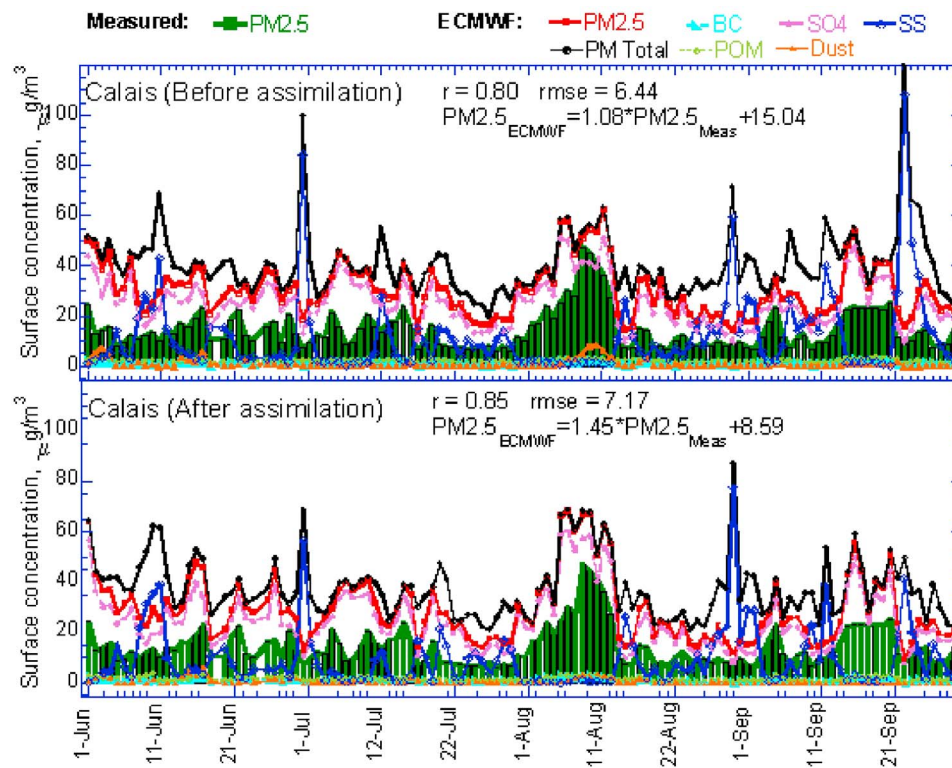 Measured: PM2.5 ECMWF: PM2.5 BC SO4 SS
PM Total POM Dust
Calais (Before assimilation) r = 0.80 rmse = 6.44
PM2.5ECMWF=1.08*PM2.5Meas+15.04
Surface concentration, g/m3
100
80
60
40
20
0
Calais (After assimilation) r = 0.85 rmse = 7.17
PM2.5ECMWF=1.45*PM2.5Meas+8.59
Surface concentration, g/m3
100
80
60
40
20
0
1-Jun 11-Jun 21-Jun 1-Jul 12-Jul 22-Jul 1-Aug 11-Aug 22-Aug 1-Sep 11-Sep 21-Sep